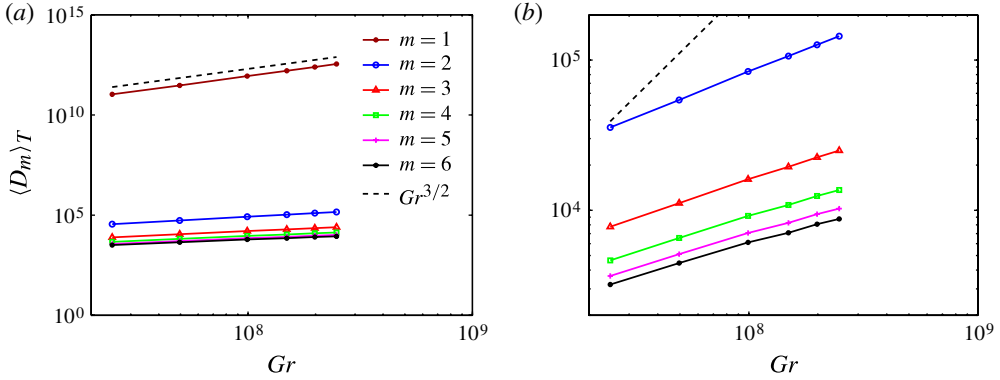 (a)
(b)
10^15
10^10
10^5
10^0
⟨D_m⟩_T
m = 1
m = 2
m = 3
m = 4
m = 5
m = 6
Gr^3/2
10^8
10^9
Gr
10^5
10^4
10^8
10^9
Gr